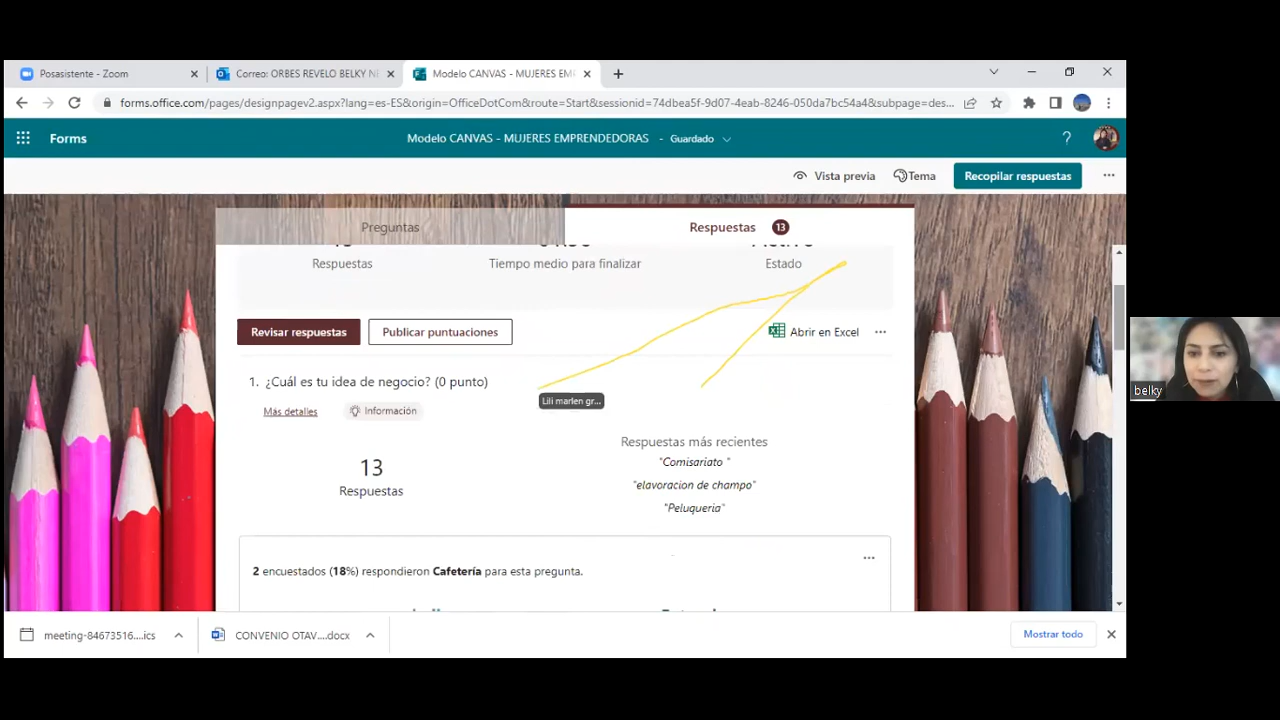 Posasistente - Zoom
Correo: ORBES REVELO BELKY NI
Modelo CANVAS - MUJERES EM
forms.office.com/pages/designpagev2.aspx?lang=es-ES&origin=OfficeDotCom&route=Start&sessionid=74dbea5f-9d07-4eab-8246-050da7bc54a4&subpage=des...
Forms
Modelo CANVAS - MUJERES EMPRENDEDORAS - Guardado
?
Vista previa
Tema
Recopilar respuestas
Preguntas
Respuestas 13
Respuestas
Tiempo medio para finalizar
Estado
Revisar respuestas
Publicar puntuaciones
Abrir en Excel
1. ¿Cuál es tu idea de negocio? (0 punto)
Lili marlen gr...
Más detalles
Información
13
Respuestas
Respuestas más recientes
"Comisariato "
"elavoracion de champo"
"Peluqueria"
2 encuestados (18%) respondieron Cafetería para esta pregunta.
meeting-84673516....ics
CONVENIO OTAV....docx
Mostrar todo
belky